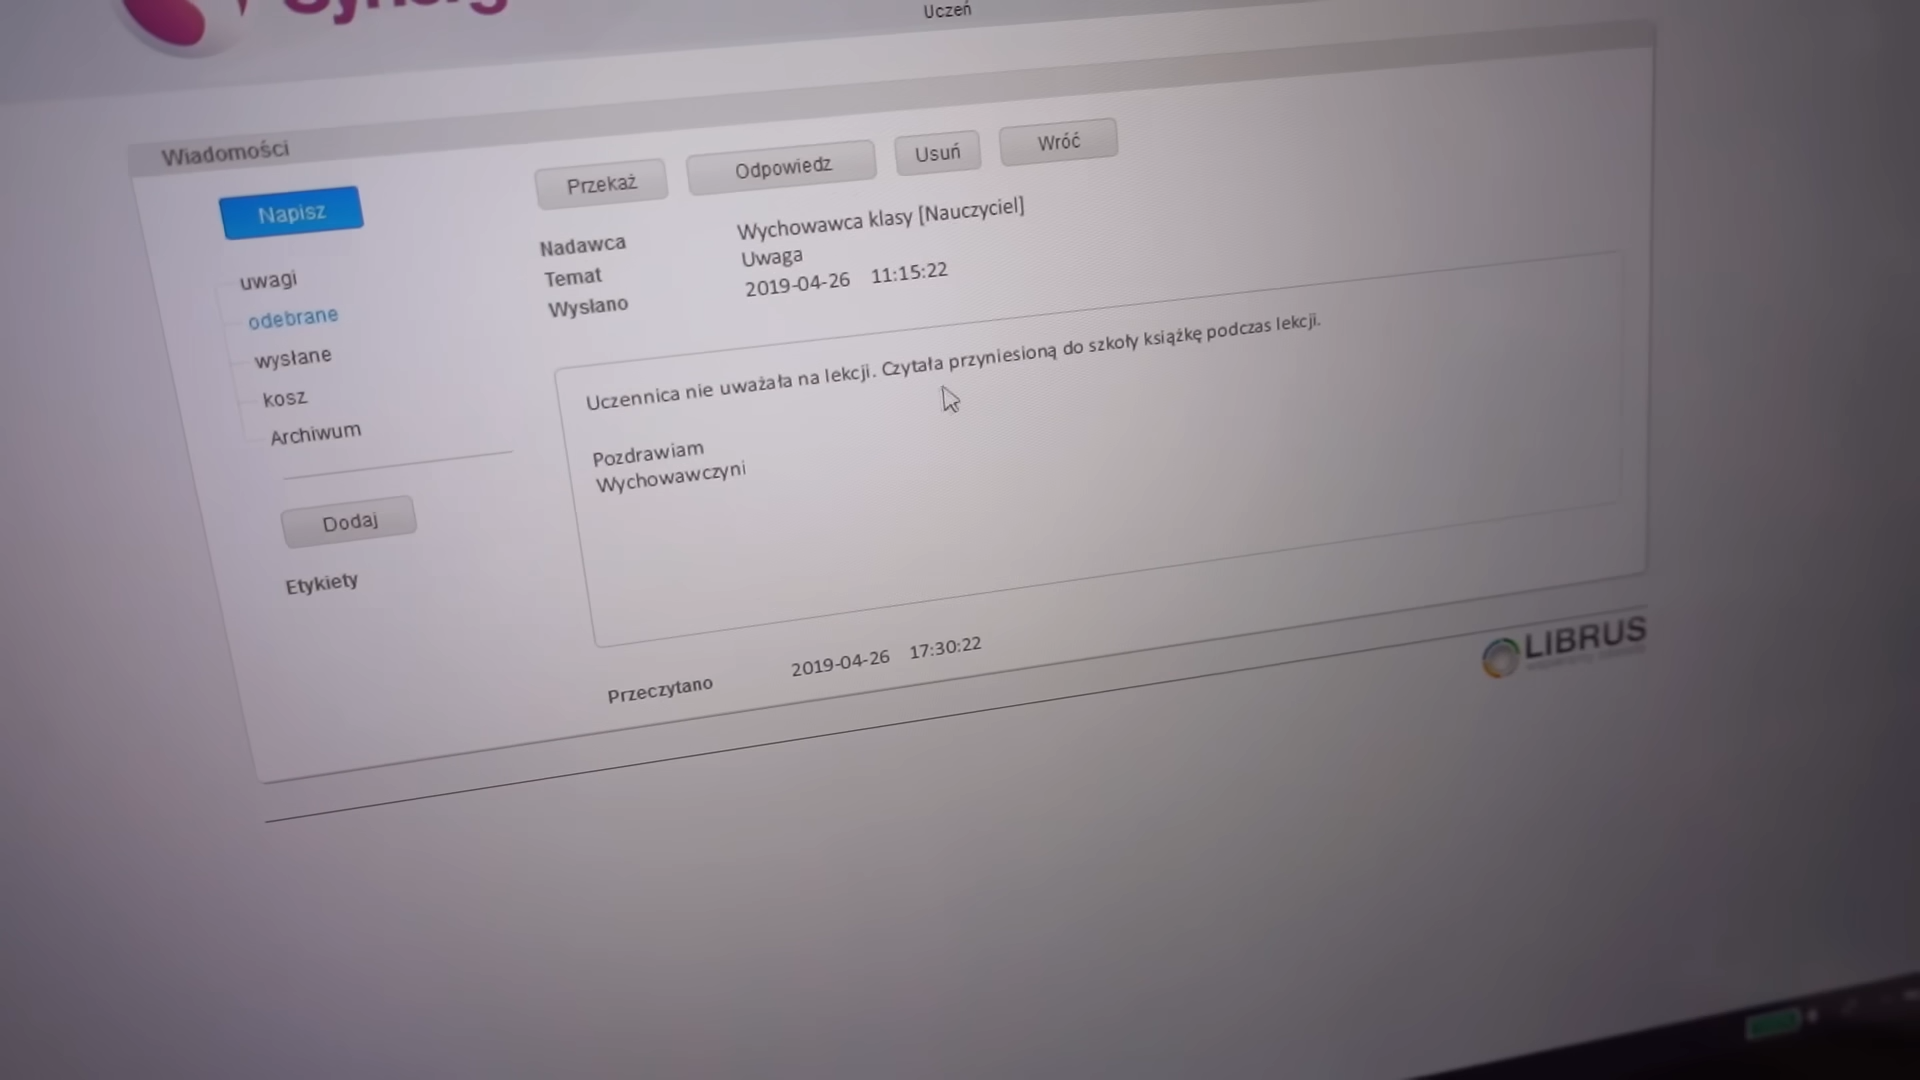 Uczeń
Wiadomości
Napisz
uwagi
odebrane
wysłane
kosz
Archiwum
Dodaj
Etykiety
Przekaż Odpowiedz Usuń Wróć
Nadawca Wychowawca klasy [Nauczyciel]
Temat Uwaga
Wysłano 2019-04-26 11:15:22
Uczennica nie uważała na lekcji. Czytała przyniesioną do szkoły książkę podczas lekcji.
Pozdrawiam
Wychowawczyni
Przeczytano 2019-04-26 17:30:22
LIBRUS